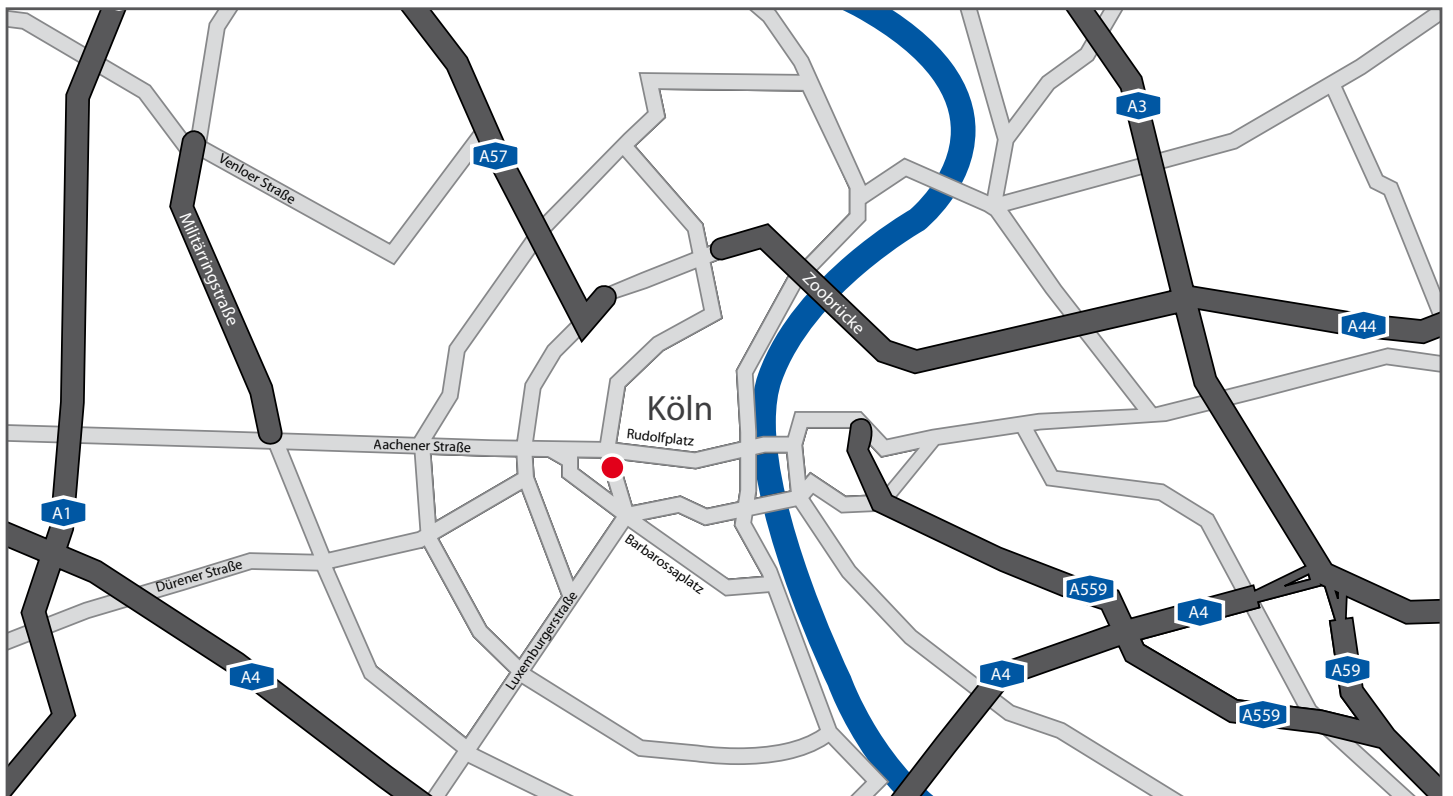 A3
A57
Venloer Straße
Militärringstraße
Zoobrücke
A44
Köln
Rudolfplatz
Aachener Straße
A1
Barbarossaplatz
Dürener Straße
A559
A4
Luxemburgerstraße
A4
A4
A59
A559